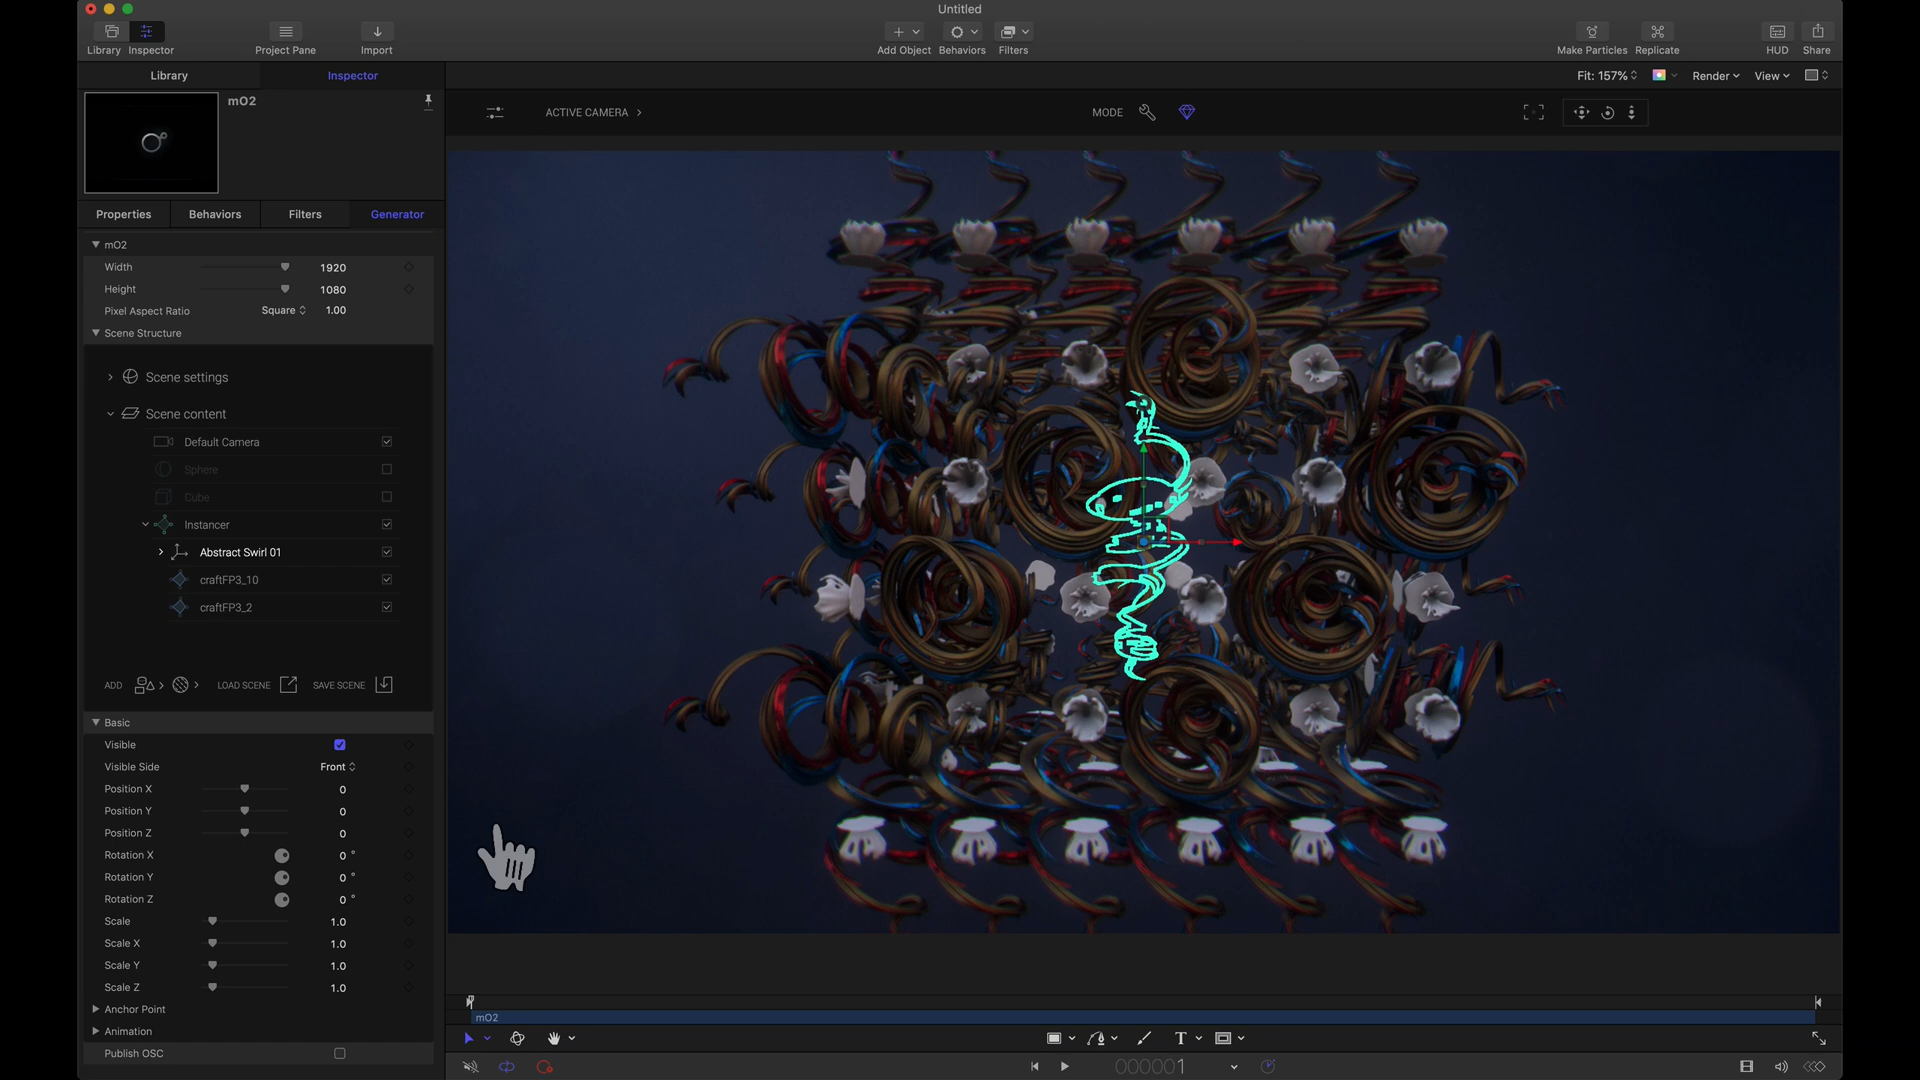 Untitled
Library
Inspector
Project Pane
Import
Add Object
Behaviors
Filters
Make Particles
Replicate
HUD
Share
Library
Inspector
Fit: 157%
Render
View
mO2
ACTIVE CAMERA
MODE
Properties
Behaviors
Filters
Generator
mO2
Width 1920
Height 1080
Pixel Aspect Ratio Square 1.00
Scene Structure
Scene settings
Scene content
Default Camera
Sphere
Cube
Instancer
Abstract Swirl 01
craftFP3_10
craftFP3_2
ADD
LOAD SCENE
SAVE SCENE
Basic
Visible
Visible Side Front
Position X 0
Position Y 0
Position Z 0
Rotation X 0 °
Rotation Y 0 °
Rotation Z 0 °
Scale 1.0
Scale X 1.0
Scale Y 1.0
Scale Z 1.0
Anchor Point
Animation
Publish OSC
mO2
T
000001